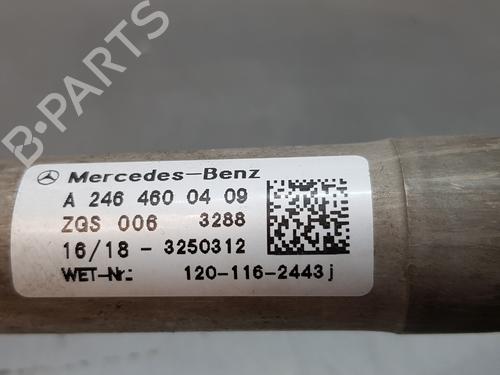 B-PARTS
Mercedes-Benz
A 246 460 04 09
ZGS 006 3288
16/18 - 3250312
WET-Nr: 120-116-2443j